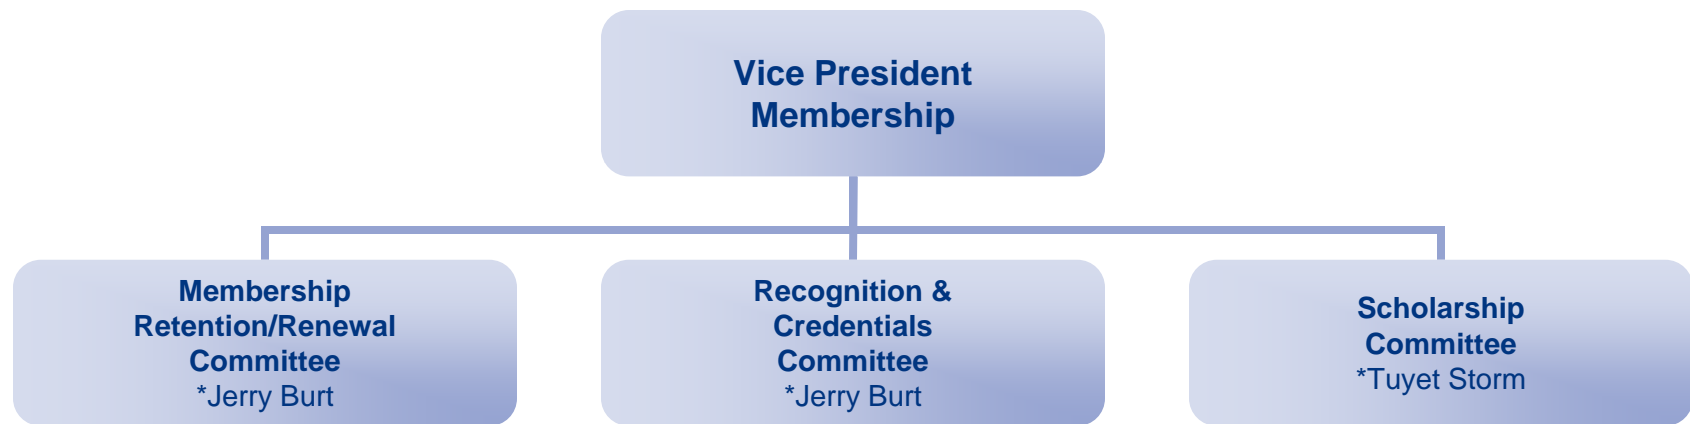 Vice President
Membership
Membership
Retention/Renewal
Committee
*Jerry Burt
Recognition &
Credentials
Committee
*Jerry Burt
Scholarship
Committee
*Tuyet Storm